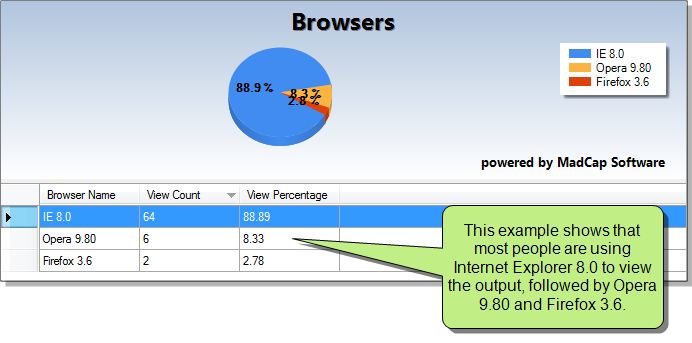 Browsers
IE 8.0
Opera 9.80
Firefox 3.6
88.9 %
8.3 %
2.8 %
powered by MadCap Software
Browser Name View Count View Percentage
IE 8.0 64 88.89
Opera 9.80 6 8.33
Firefox 3.6 2 2.78
This example shows that
most people are using
Internet Explorer 8.0 to view
the output, followed by Opera
9.80 and Firefox 3.6.